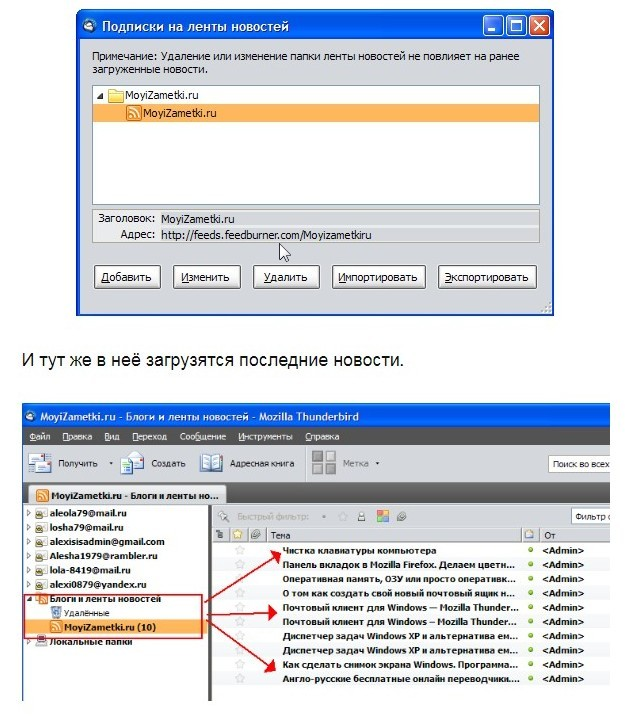 Подписки на ленты новостей
Примечание: Удаление или изменение папки ленты новостей не повлияет на ранее
загруженные новости.
MoyiZametki.ru
MoyiZametki.ru
Заголовок: MoyiZametki.ru
Адрес: http://feeds.feedburner.com/Moyizametkiru
Добавить Изменить Удалить Импортировать Экспортировать
И тут же в неё загрузятся последние новости.
MoyiZametki.ru - Блоги и ленты новостей - Mozilla Thunderbird
Файл Правка Вид Переход Сообщение Инструменты Справка
Получить Создать Адресная книга Метка Поиск во всех
MoyiZametki.ru - Блоги и ленты но...
aleola79@mail.ru
losha79@mail.ru
alexisisadmin@gmail.com
Alesha1979@rambler.ru
lola-8419@mail.ru
alexi0879@yandex.ru
Блоги и ленты новостей
Удалённые
MoyiZametki.ru (10)
Локальные папки
Быстрый фильтр: Фильтр с
Тема От
Чистка клавиатуры компьютера <Admin>
Панель вкладок в Mozilla Firefox. Делаем цветн... <Admin>
Оперативная память, ОЗУ или просто оператив... <Admin>
О том как создать свой новый почтовый ящик н... <Admin>
Почтовый клиент для Windows — Mozilla Thunder... <Admin>
Почтовый клиент для Windows — Mozilla Thunder... <Admin>
Диспетчер задач Windows XP и альтернатива ем... <Admin>
Диспетчер задач Windows XP и альтернатива ем... <Admin>
Как сделать снимок экрана Windows. Программа... <Admin>
Англо-русские бесплатные онлайн переводчики.... <Admin>